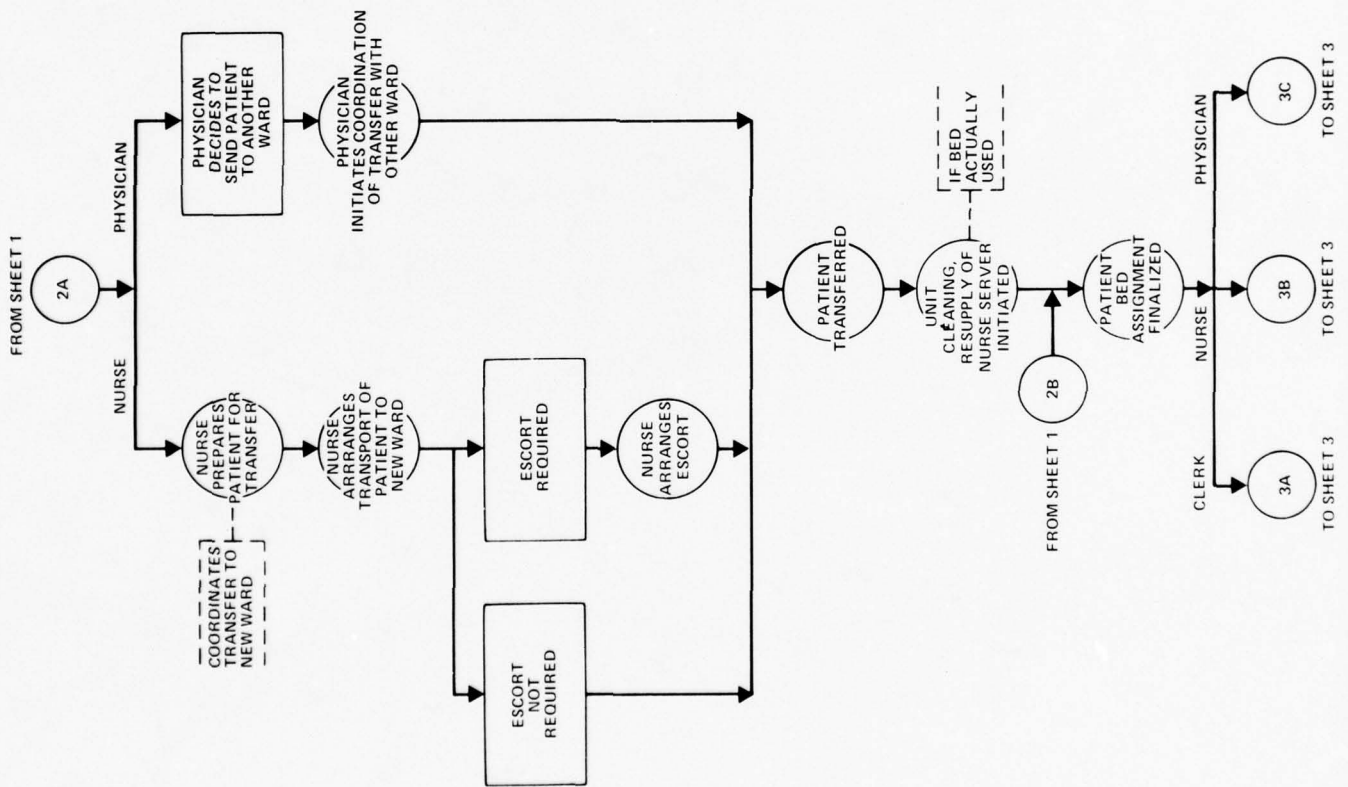 FROM SHEET 1
2A
NURSE
PHYSICIAN
NURSE
PREPARES
PATIENT FOR
TRANSFER
COORDINATES
TRANSFER TO
NEW WARD
PHYSICIAN
DECIDES TO
SEND PATIENT
TO ANOTHER
WARD
NURSE
ARRANGES
TRANSPORT OF
PATIENT TO
NEW WARD
PHYSICIAN
INITIATES COORDINATION
OF TRANSFER WITH
OTHER WARD
ESCORT
NOT
REQUIRED
ESCORT
REQUIRED
NURSE
ARRANGES
ESCORT
PATIENT
TRANSFERRED
UNIT
CLEANING,
RESUPPLY OF
NURSE SERVER
INITIATED
IF BED
ACTUALLY
USED
FROM SHEET 1
2B
PATIENT
BED
ASSIGNMENT
FINALIZED
CLERK
NURSE
PHYSICIAN
3A
3B
3C
TO SHEET 3
TO SHEET 3
TO SHEET 3